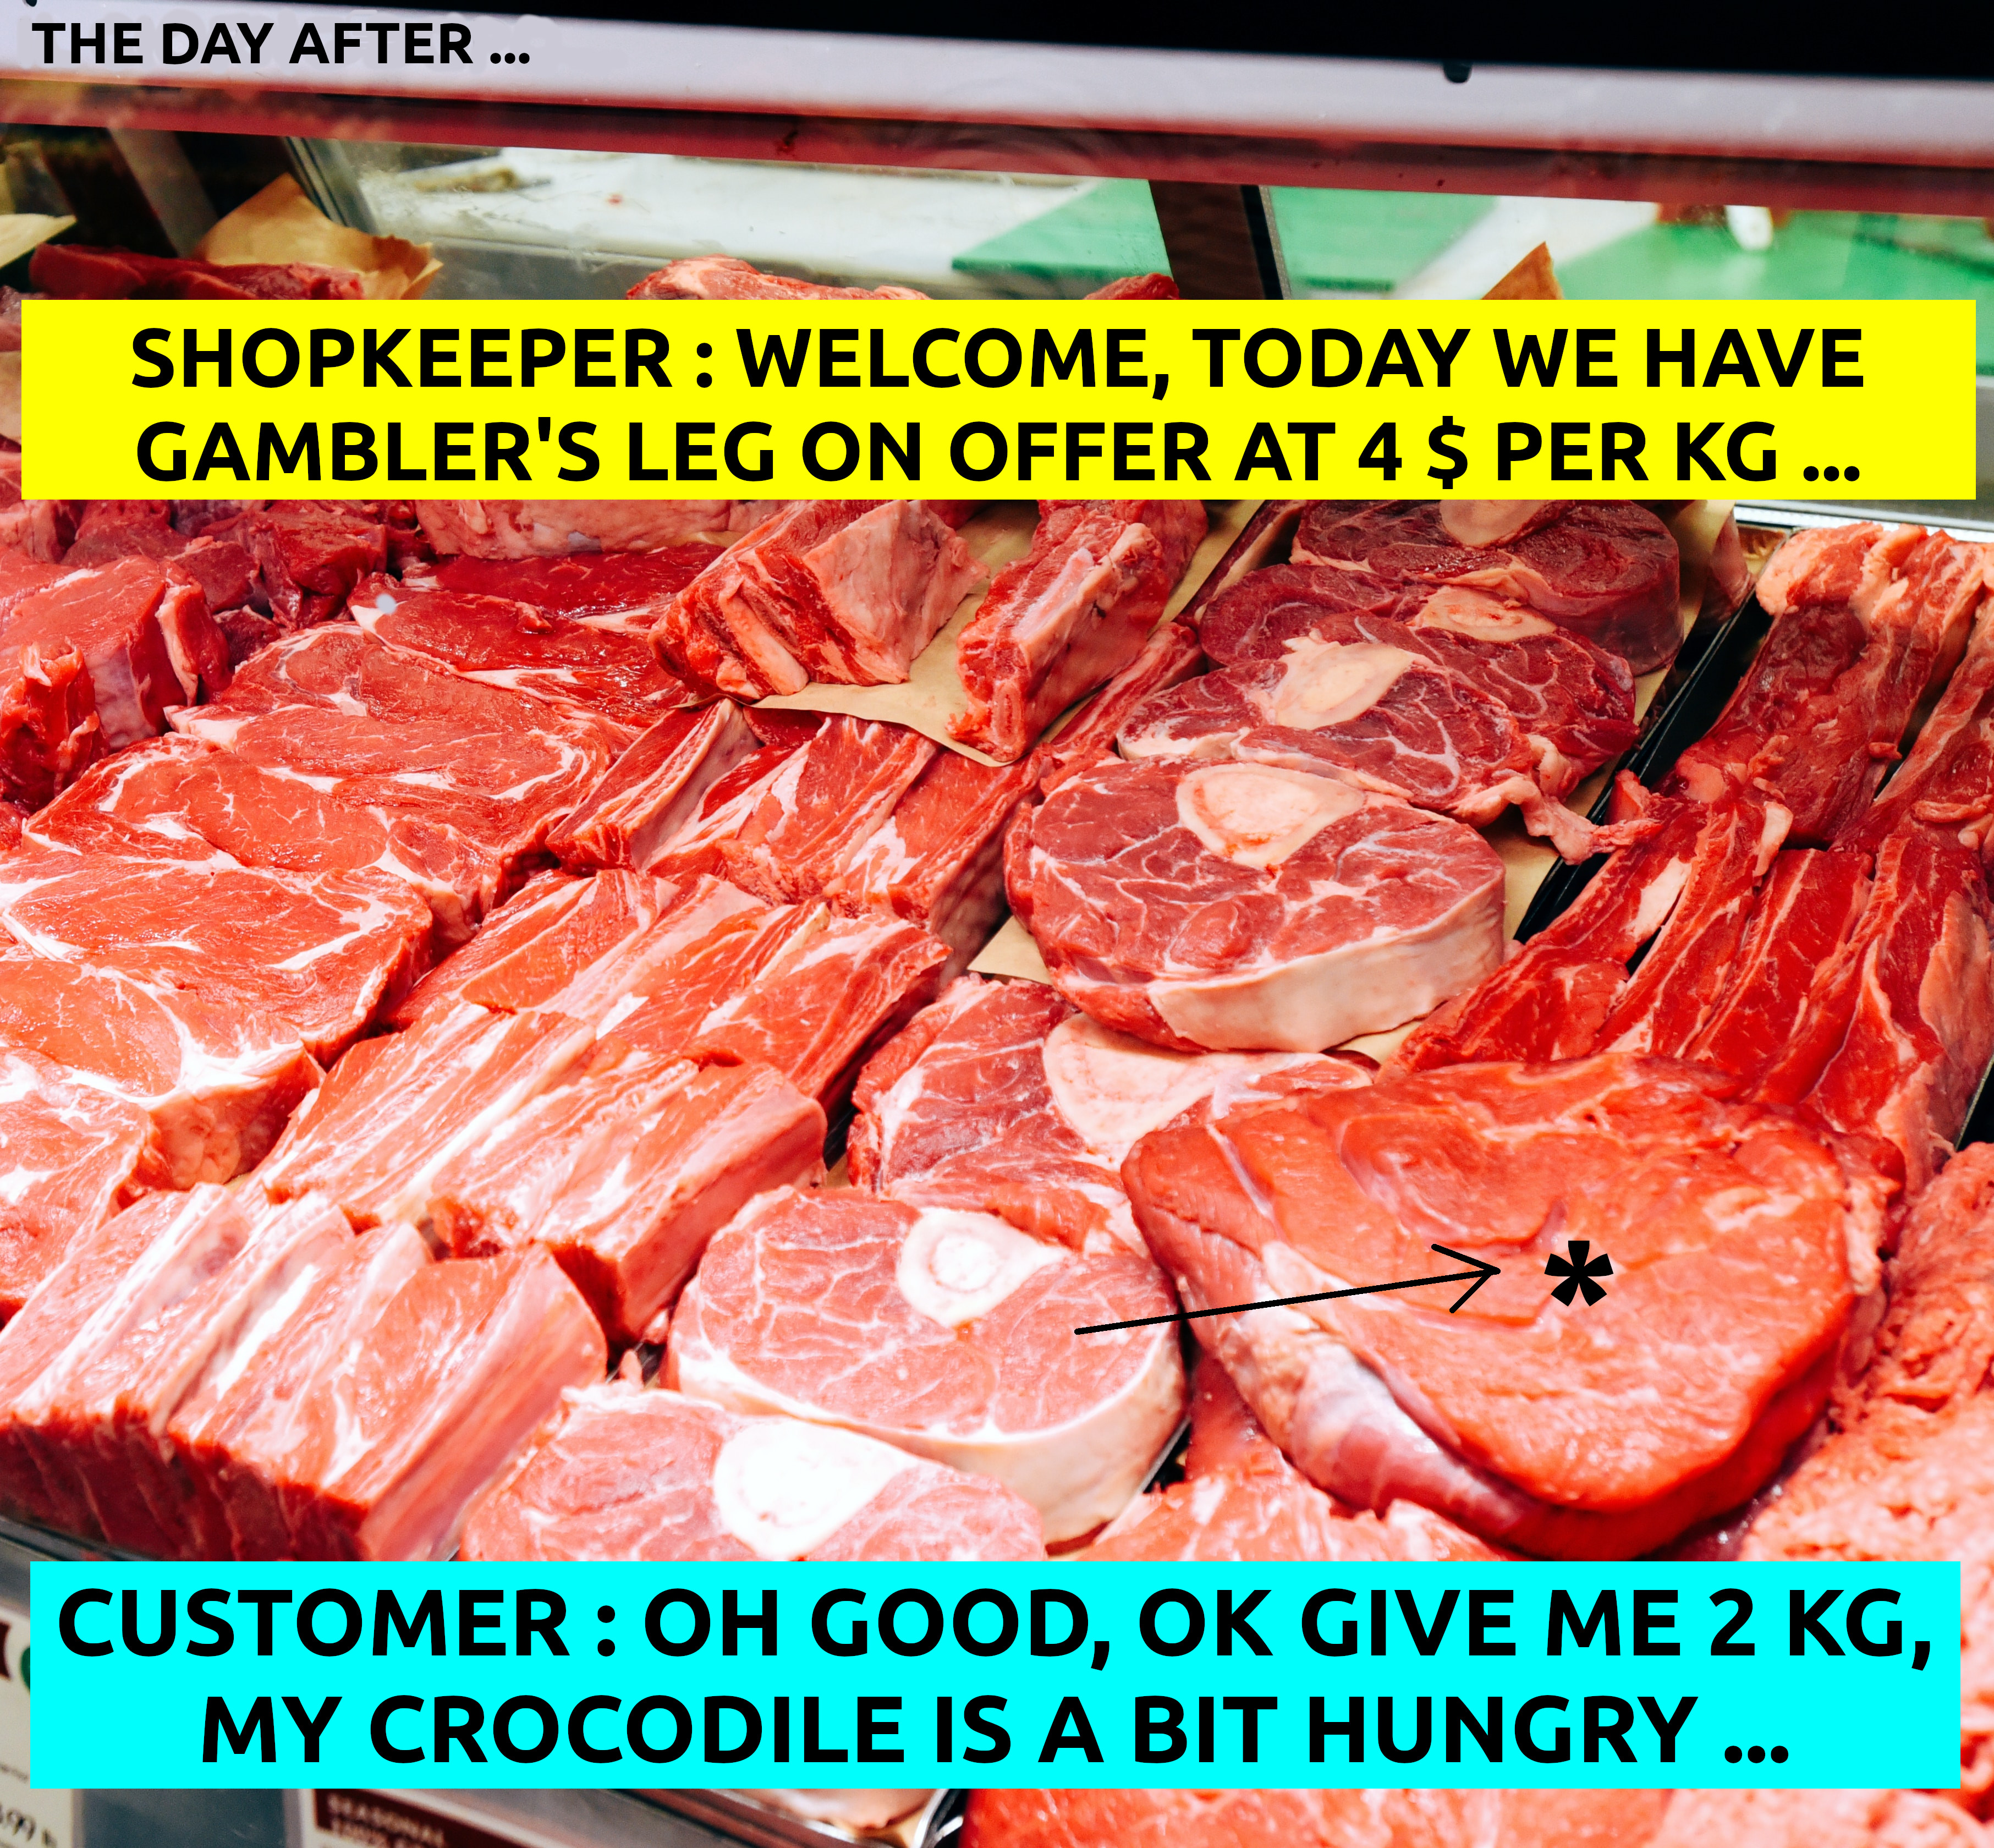 THE DAY AFTER ...
SHOPKEEPER : WELCOME, TODAY WE HAVE
GAMBLER'S LEG ON OFFER AT 4 $ PER KG ...
*
CUSTOMER : OH GOOD, OK GIVE ME 2 KG,
MY CROCODILE IS A BIT HUNGRY ...
SEASONAL